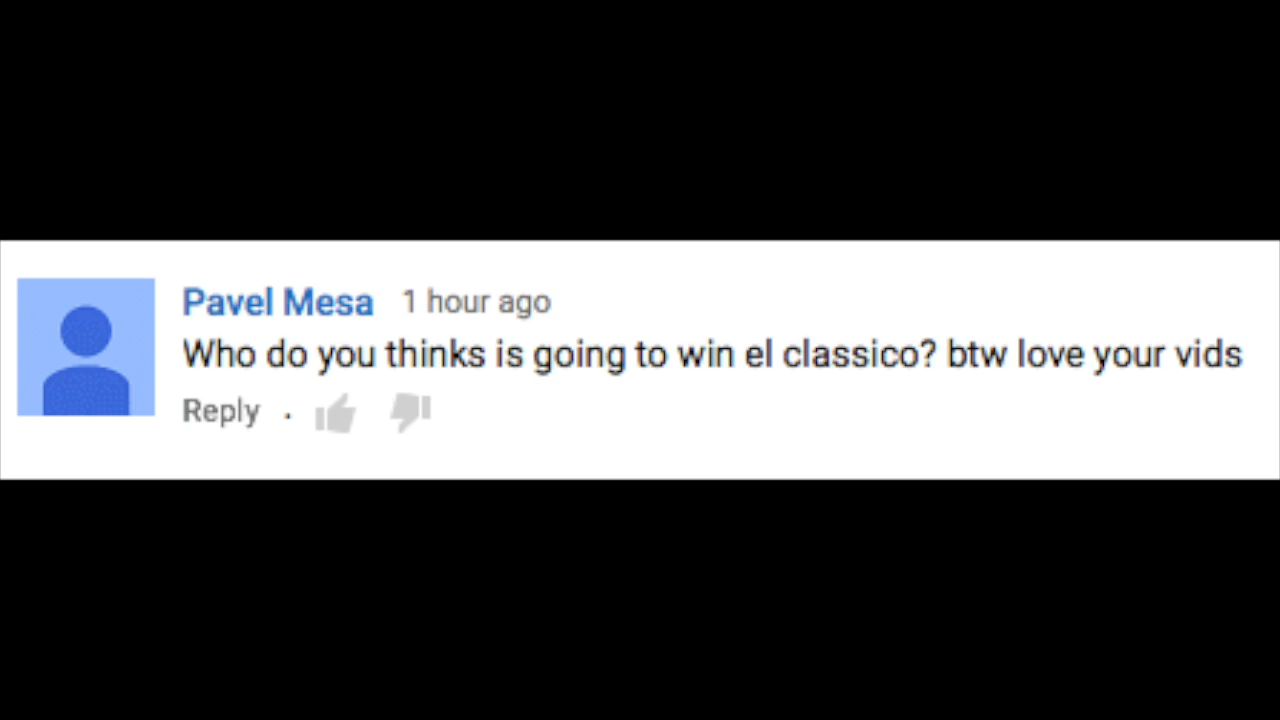 Pavel Mesa 1 hour ago
Who do you thinks is going to win el classico? btw love your vids
Reply .